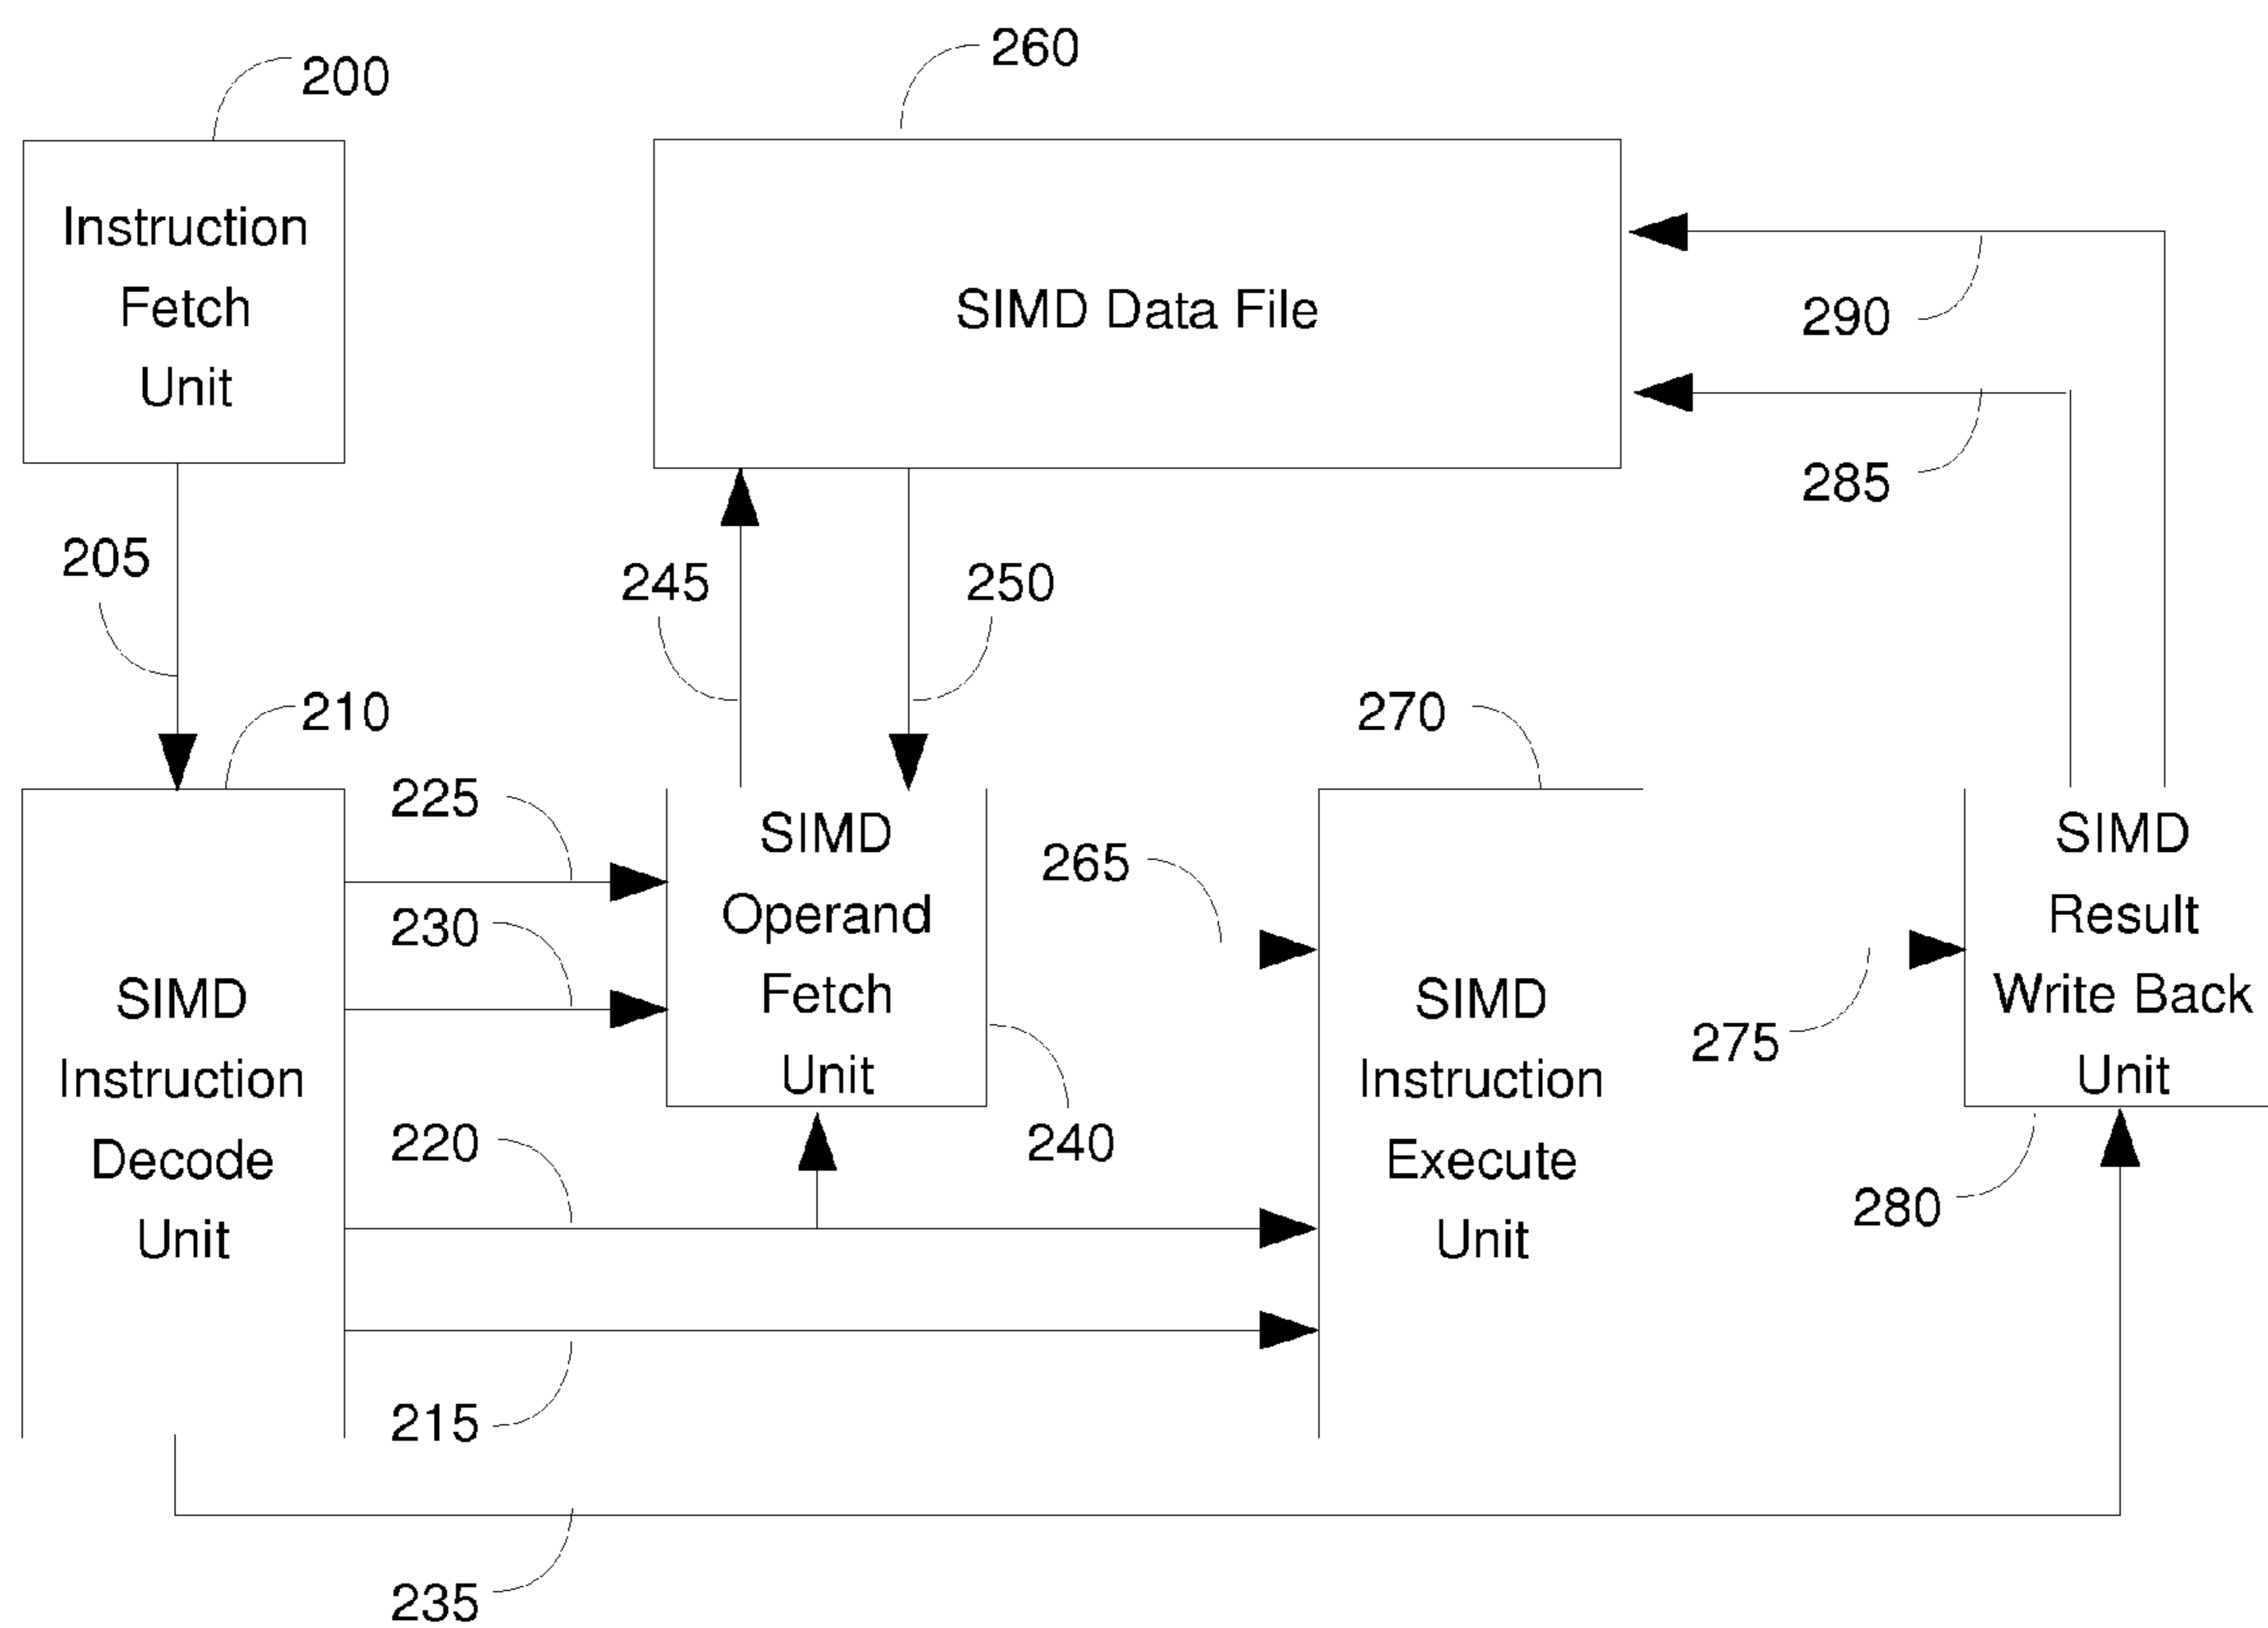 260
200
Instruction
Fetch
Unit
SIMD Data File
290
285
205
245
250
210
270
225
SIMD
Operand
Fetch
Unit
265
SIMD
Result
Write Back
Unit
230
SIMD
Instruction
Decode
Unit
SIMD
Instruction
Execute
Unit
275
220
240
280
215
235